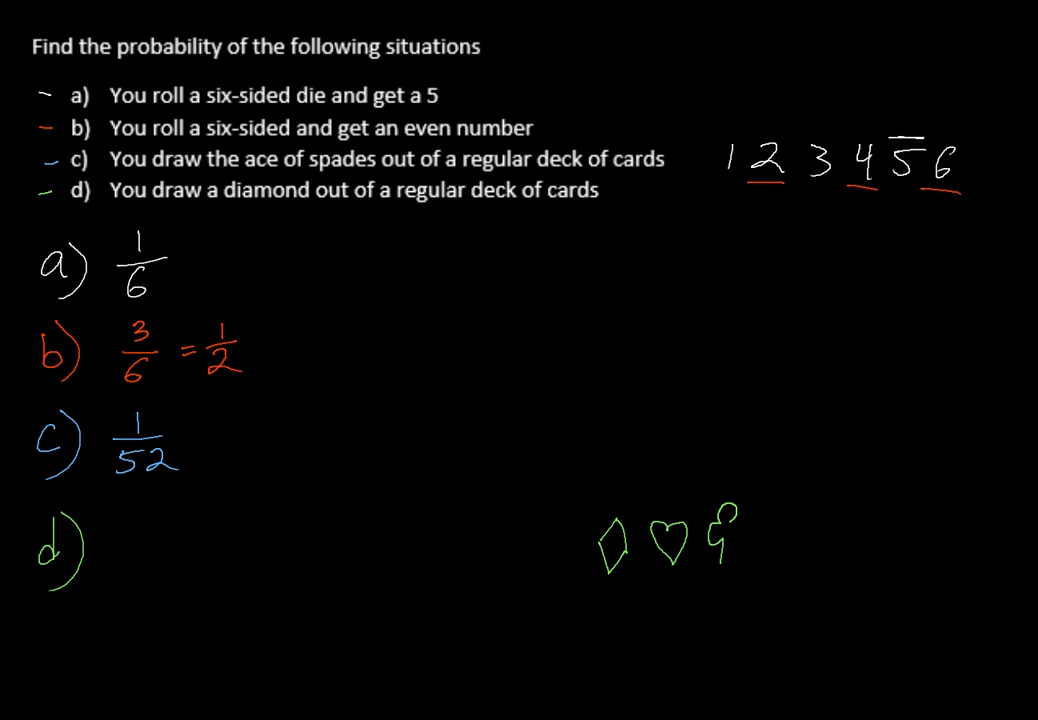 Find the probability of the following situations
a) You roll a six-sided die and get a 5
b) You roll a six-sided and get an even number
c) You draw the ace of spades out of a regular deck of cards
d) You draw a diamond out of a regular deck of cards
1 2 3 4 5 6
a) 1/6
b) 3/6 = 1/2
c) 1/52
d)